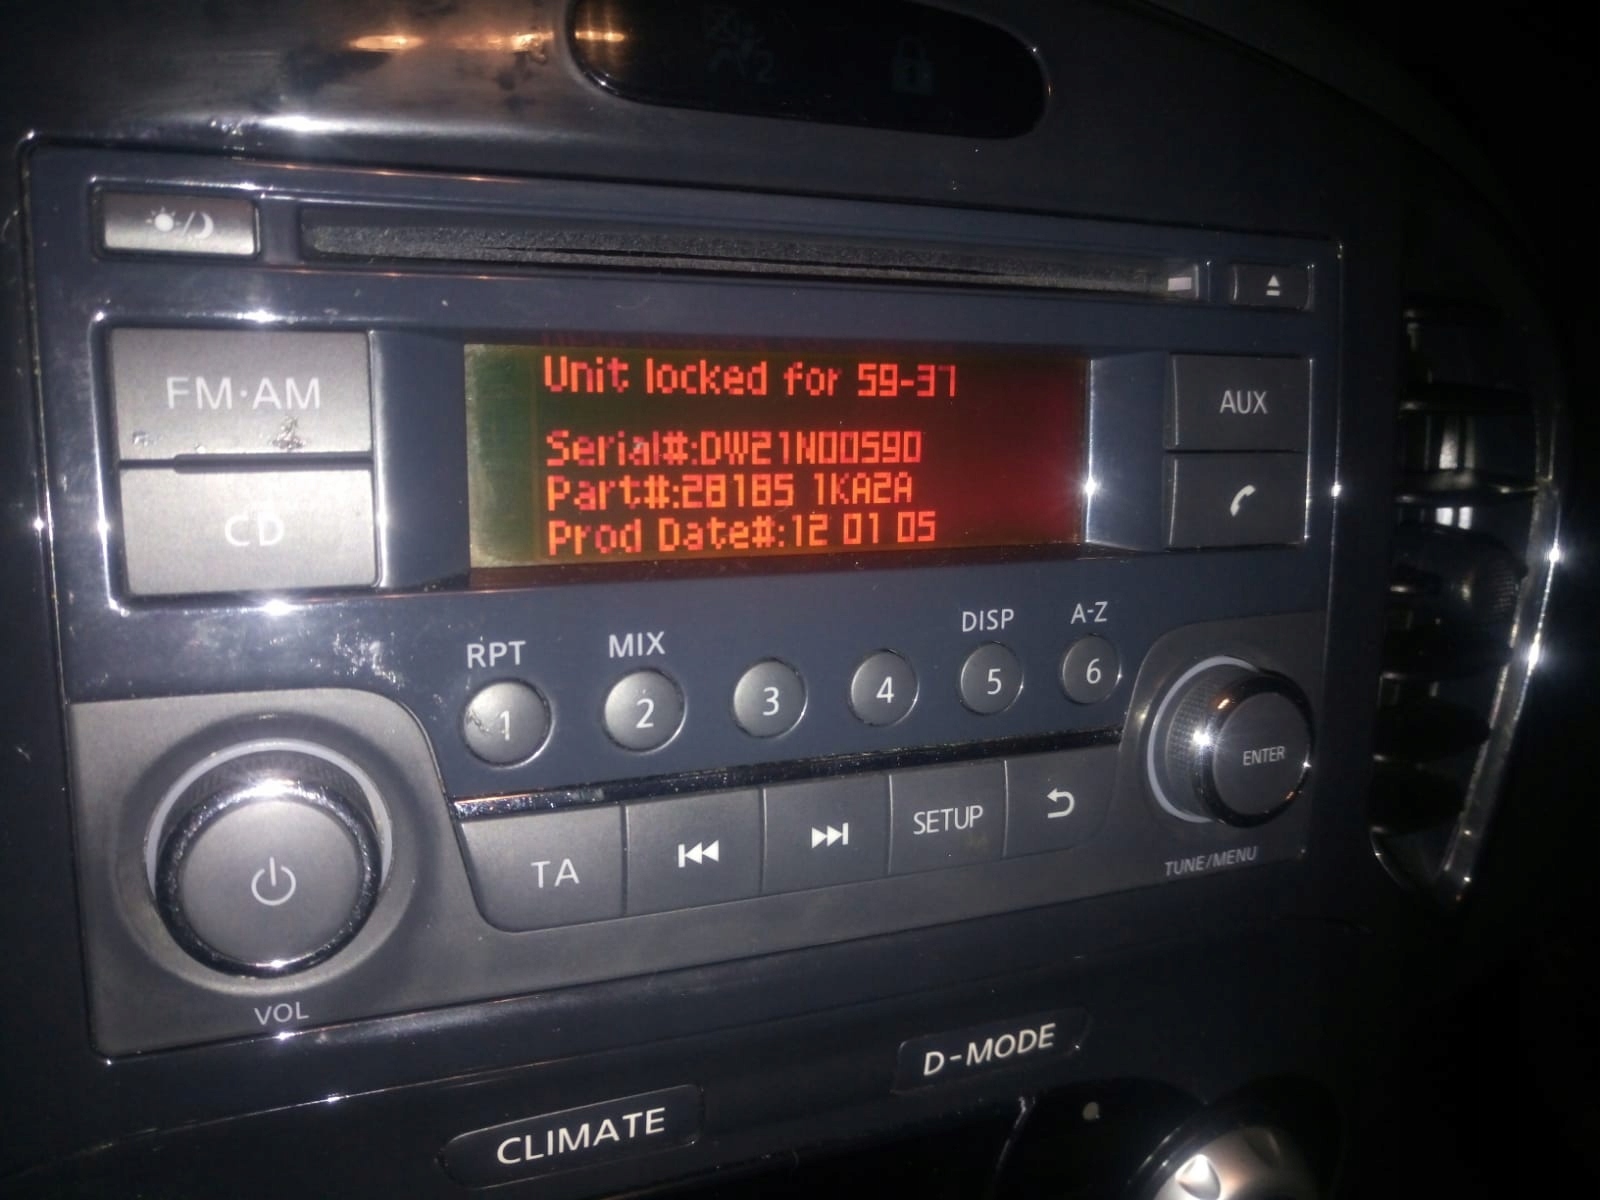 FM·AM
CD
Unit locked for 59-37
Serial#:DW21N00590
Part#:28185 1KA2A
Prod Date#:12 01 05
AUX
RPT
MIX
DISP
A-Z
1
2
3
4
5
6
ENTER
TA
SETUP
TUNE/MENU
VOL
D-MODE
CLIMATE